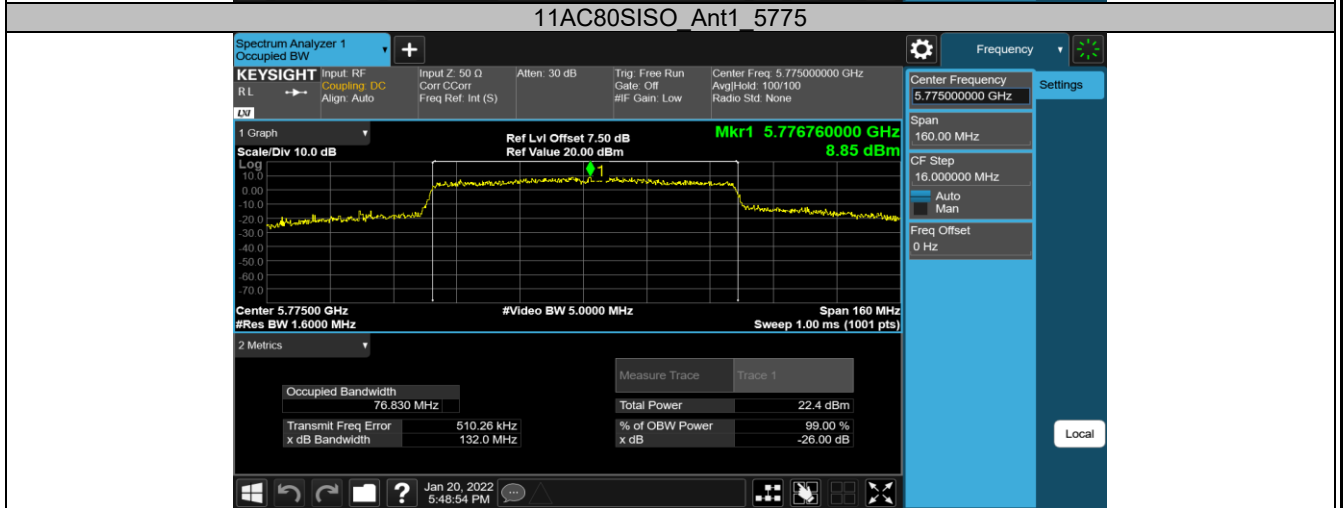 11AC80SISO_Ant1_5775
Spectrum Analyzer 1
Occupied BW
+
Frequency
KEYSIGHT
RL
LXI
Input: RF
Coupling: DC
Align: Auto
Input Z: 50 Ω
Corr CCorr
Freq Ref: Int (S)
Atten: 30 dB
Trig: Free Run
Gate: Off
#IF Gain: Low
Center Freq: 5.775000000 GHz
Avg|Hold: 100/100
Radio Std: None
Center Frequency
5.775000000 GHz
Settings
Span
160.00 MHz
CF Step
16.000000 MHz
Auto
Man
Freq Offset
0 Hz
Local
1 Graph
Scale/Div 10.0 dB
Ref Lvl Offset 7.50 dB
Ref Value 20.00 dBm
Mkr1 5.776760000 GHz
8.85 dBm
Log
10.0
0.00
-10.0
-20.0
-30.0
-40.0
-50.0
-60.0
-70.0
1
Center 5.77500 GHz
#Video BW 5.0000 MHz
Span 160 MHz
#Res BW 1.6000 MHz
Sweep 1.00 ms (1001 pts)
2 Metrics
Measure Trace Trace 1
Occupied Bandwidth
76.830 MHz
Total Power 22.4 dBm
Transmit Freq Error 510.26 kHz
% of OBW Power 99.00 %
x dB Bandwidth 132.0 MHz
x dB -26.00 dB
?
Jan 20, 2022
5:48:54 PM